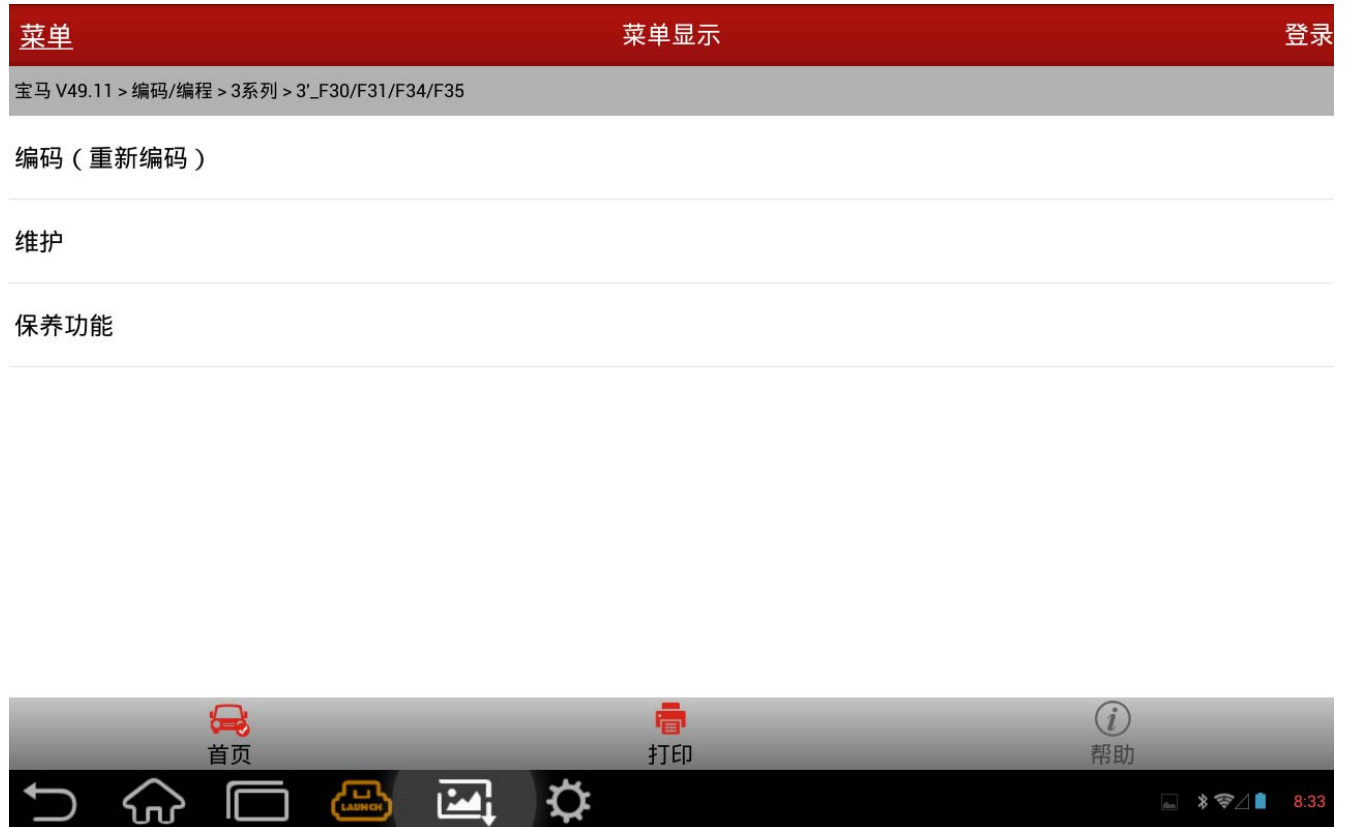 菜单 菜单显示 登录
宝马 V49.11 > 编码/编程 > 3系列 > 3'_F30/F31/F34/F35
编码（重新编码）
维护
保养功能
首页 打印 帮助
LAUNCH 8:33